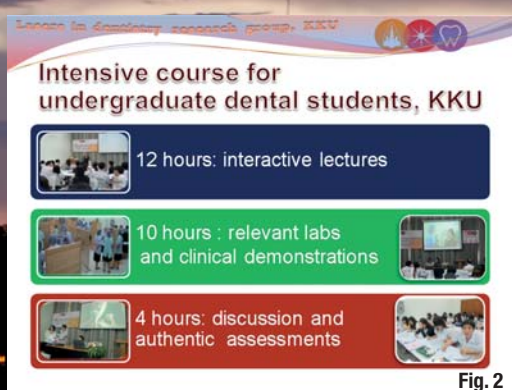 Lasers in dentistry research group, KKU
Intensive course for
undergraduate dental students, KKU
12 hours: interactive lectures
10 hours : relevant labs
and clinical demonstrations
4 hours: discussion and
authentic assessments
Fig. 2